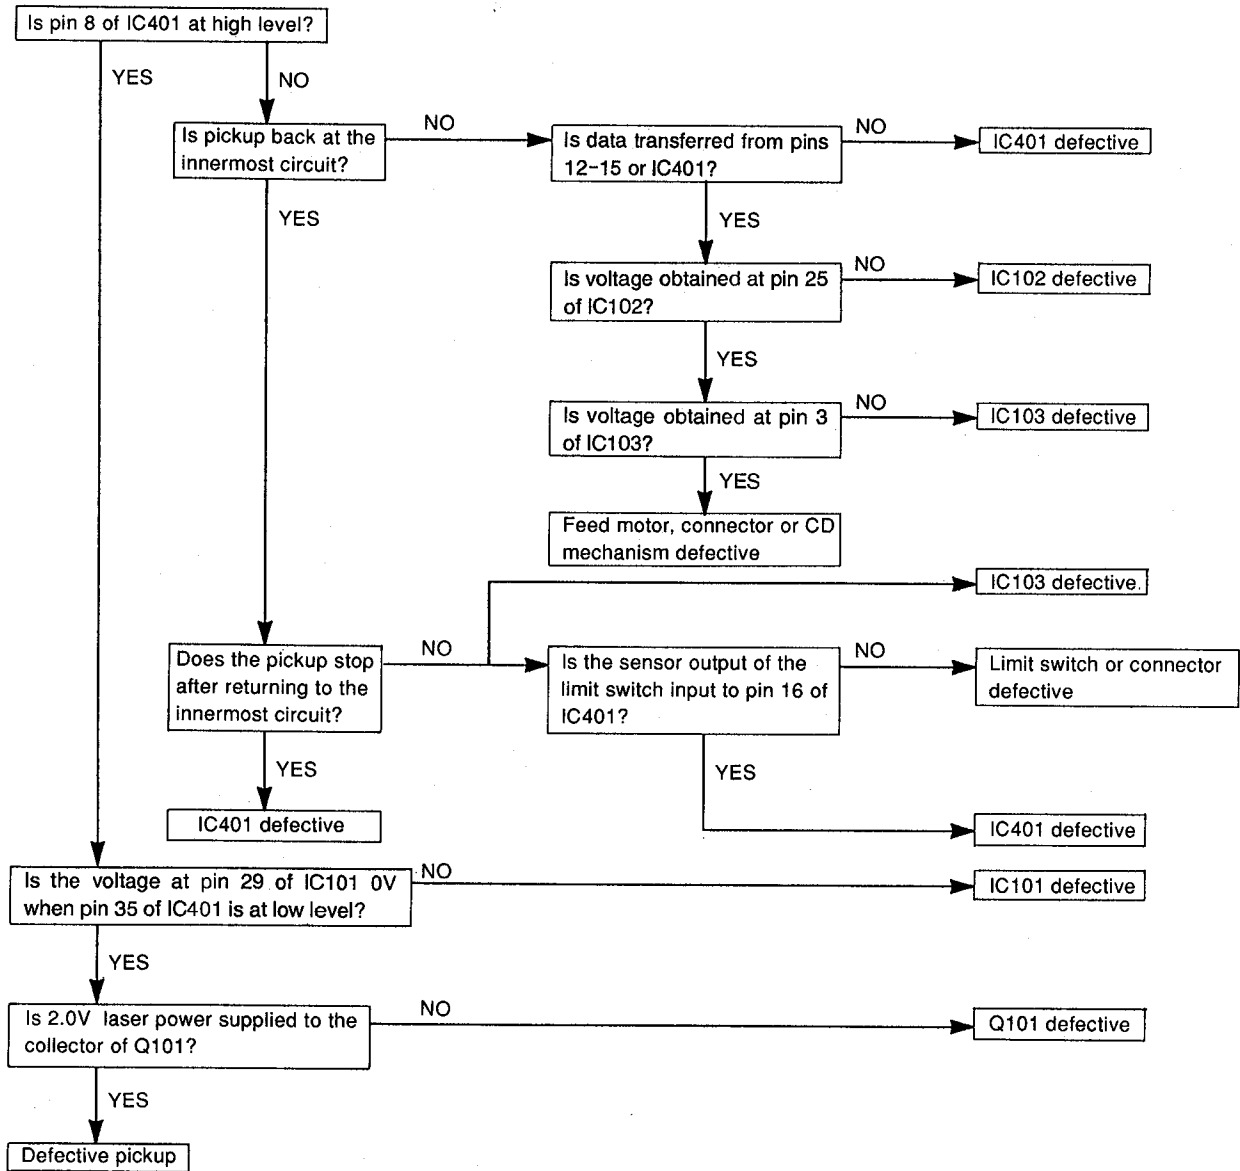 Is pin 8 of IC401 at high level?
YES
NO
Is pickup back at the
innermost circuit?
NO
Is data transferred from pins
12-15 or IC401?
NO
IC401 defective
YES
YES
Is voltage obtained at pin 25
of IC102?
NO
IC102 defective
YES
Is voltage obtained at pin 3
of IC103?
NO
IC103 defective
YES
Feed motor, connector or CD
mechanism defective
IC103 defective.
Does the pickup stop
after returning to the
innermost circuit?
NO
Is the sensor output of the
limit switch input to pin 16 of
IC401?
NO
Limit switch or connector
defective
YES
YES
IC401 defective
IC401 defective
Is the voltage at pin 29 of IC101 0V
when pin 35 of IC401 is at low level?
NO
IC101 defective
YES
Is 2.0V laser power supplied to the
collector of Q101?
NO
Q101 defective
YES
Defective pickup